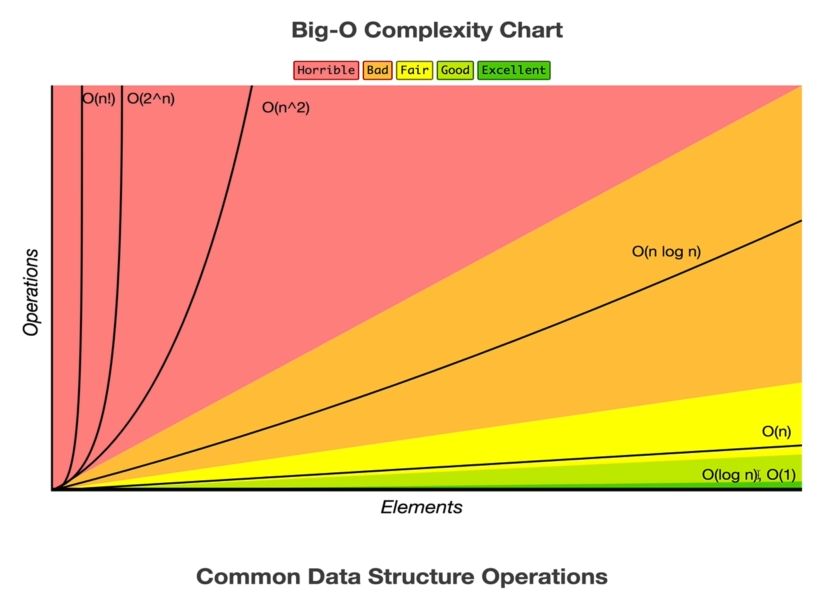 Big-O Complexity Chart
Horrible Bad Fair Good Excellent
O(n!) O(2^n) O(n^2)
O(n log n)
O(n)
O(log n), O(1)
Operations
Elements
Common Data Structure Operations